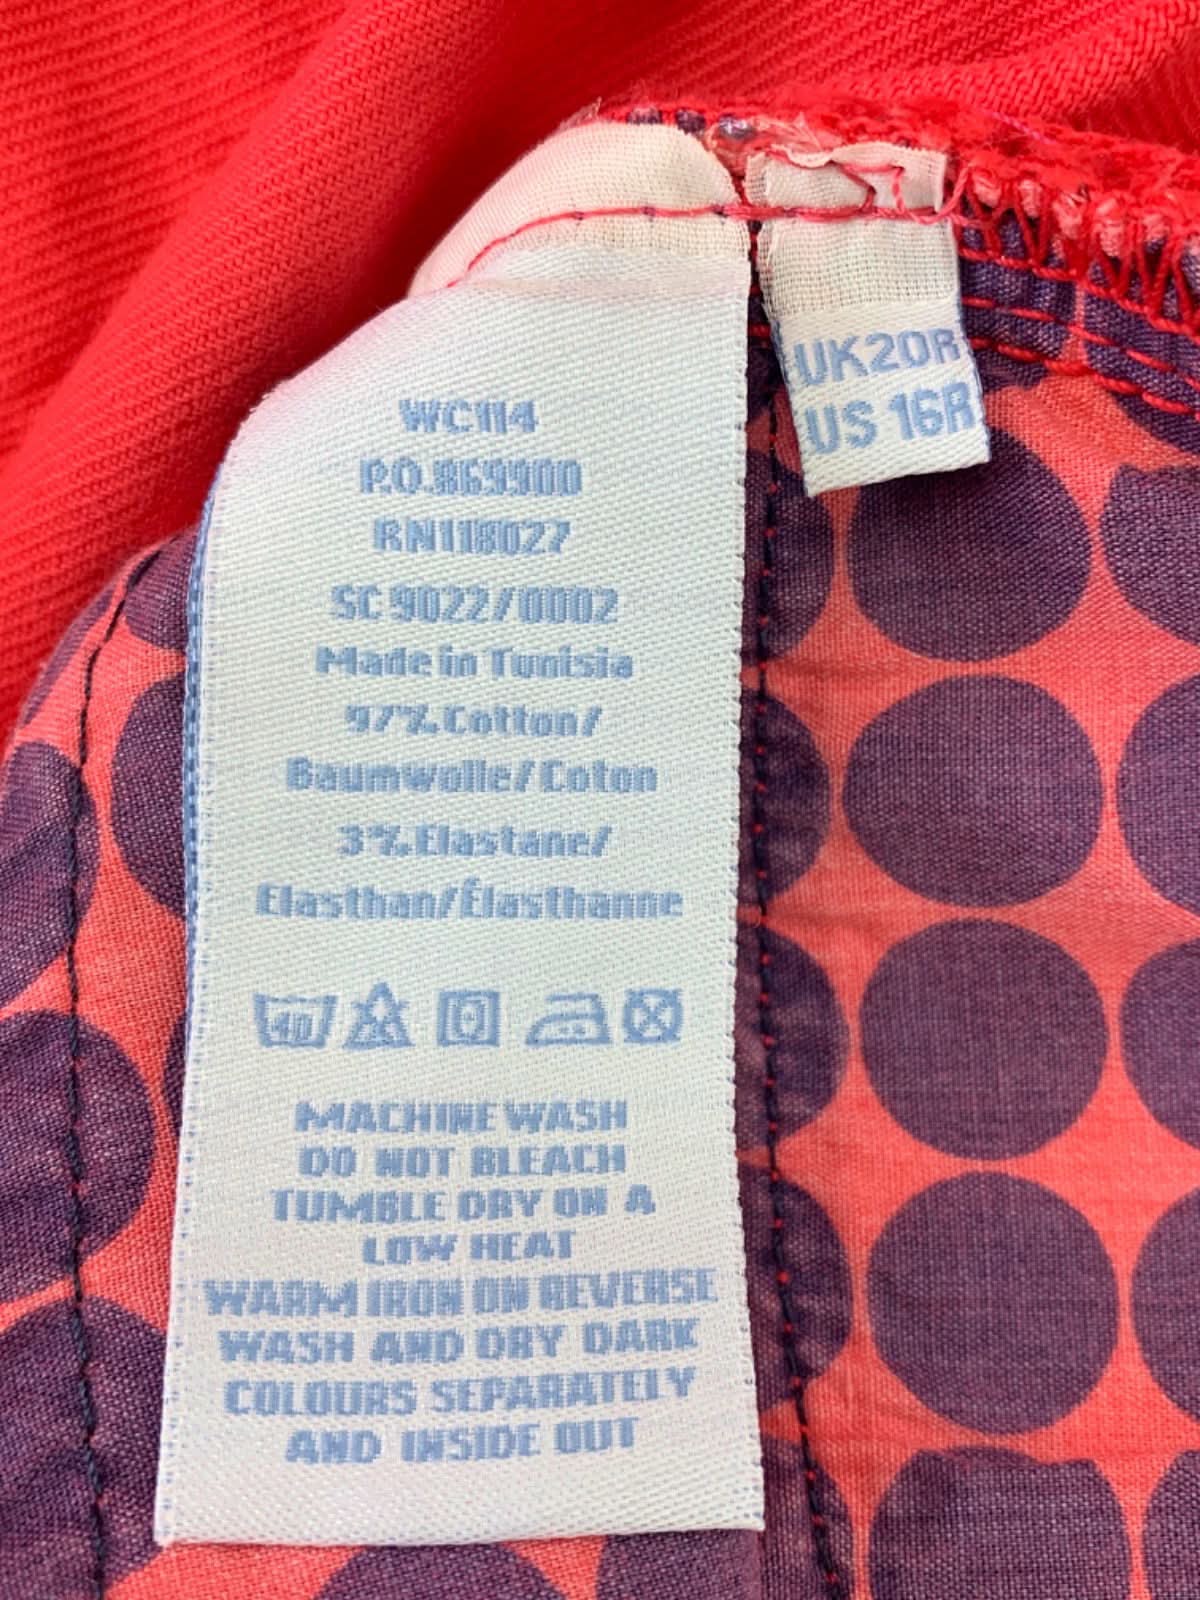 UK20R
US 16R
WC114
P.O.869900
RN118027
SC 9022/0002
Made in Tunisia
97% Cotton/
Baumwolle/Coton
3% Elastane/
Elasthan/Élasthanne
40
MACHINE WASH
DO NOT BLEACH
TUMBLE DRY ON A
LOW HEAT
WARM IRON ON REVERSE
WASH AND DRY DARK
COLOURS SEPARATELY
AND INSIDE OUT